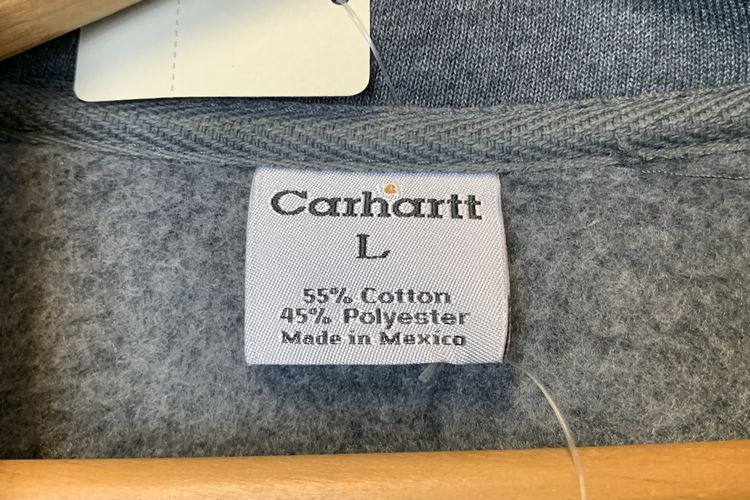 Carhartt
L
55% Cotton
45% Polyester
Made in Mexico